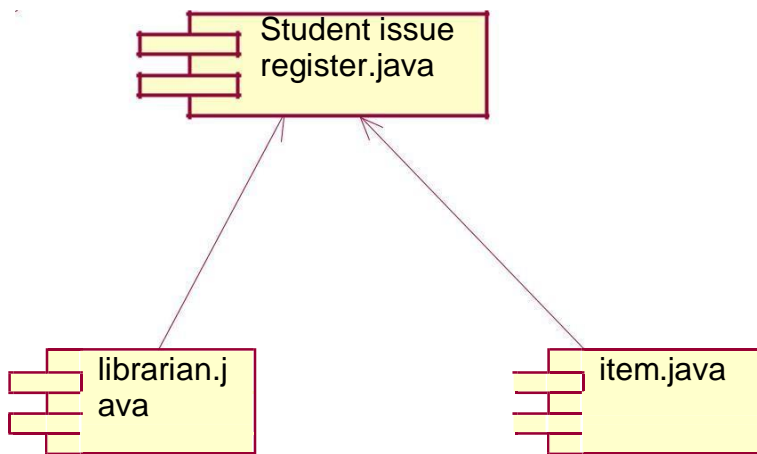 Student issue
register.java
librarian.j
ava
item.java